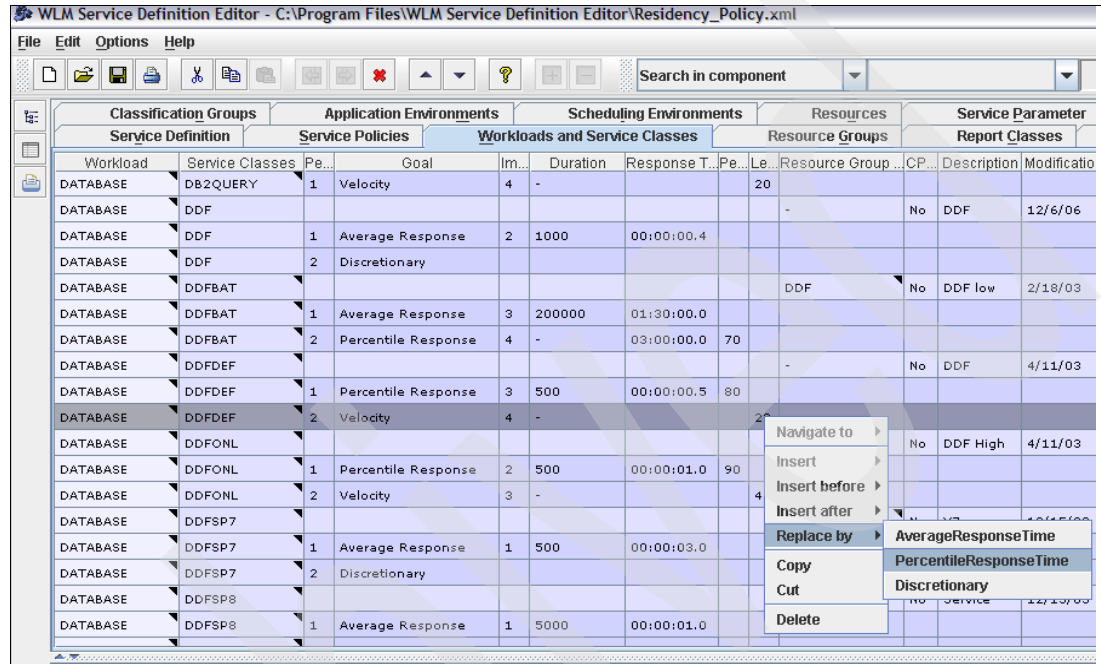 WLM Service Definition Editor - C:\Program Files\WLM Service Definition Editor\Residency_Policy.xml
File Edit Options Help
Search in component
Classification Groups Application Environments Scheduling Environments Resources Service Parameter
Service Definition Service Policies Workloads and Service Classes Resource Groups Report Classes
Workload Service Classes Pe... Goal Im... Duration Response T... Pe... Le... Resource Group ... CP... Description Modificatio
DATABASE DB2QUERY 1 Velocity 4 - 20
DATABASE DDF - No DDF 12/6/06
DATABASE DDF 1 Average Response 2 1000 00:00:00.4
DATABASE DDF 2 Discretionary
DATABASE DDFBAT DDF No DDF low 2/18/03
DATABASE DDFBAT 1 Average Response 3 200000 01:30:00.0
DATABASE DDFBAT 2 Percentile Response 4 - 03:00:00.0 70
DATABASE DDFDEF - No DDF 4/11/03
DATABASE DDFDEF 1 Percentile Response 3 500 00:00:00.5 80
DATABASE DDFDEF 2 Velocity 4 -
DATABASE DDFONL No DDF High 4/11/03
DATABASE DDFONL 1 Percentile Response 2 500 00:00:01.0 90
DATABASE DDFONL 2 Velocity 3 - 4
DATABASE DDFSP7
DATABASE DDFSP7 1 Average Response 1 500 00:00:03.0
DATABASE DDFSP7 2 Discretionary
DATABASE DDFSP8 No Service 12/15/05
DATABASE DDFSP8 1 Average Response 1 5000 00:00:01.0
Navigate to
Insert
Insert before
Insert after
Replace by
Copy
Cut
Delete
AverageResponseTime
PercentileResponseTime
Discretionary